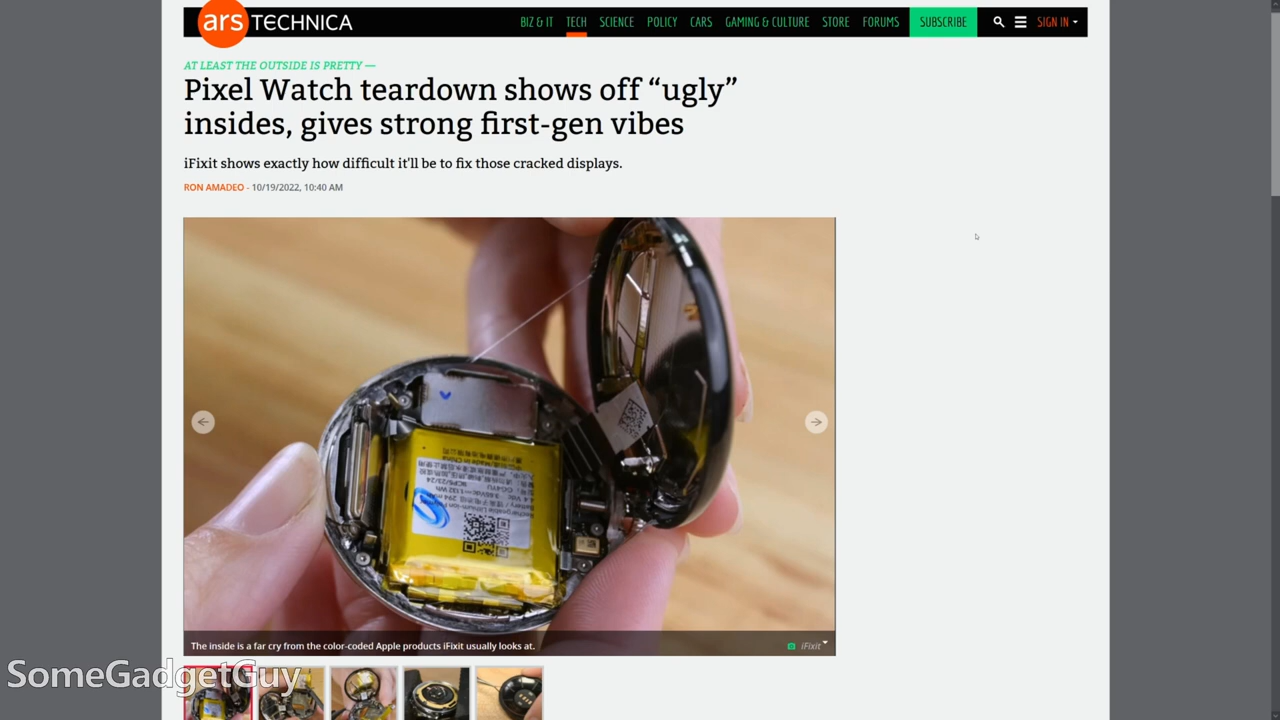 ars TECHNICA
BIZ & IT TECH SCIENCE POLICY CARS GAMING & CULTURE STORE FORUMS SUBSCRIBE SIGN IN
AT LEAST THE OUTSIDE IS PRETTY —
Pixel Watch teardown shows off “ugly”
insides, gives strong first-gen vibes
iFixit shows exactly how difficult it'll be to fix those cracked displays.
RON AMADEO - 10/19/2022, 10:40 AM
The inside is a far cry from the color-coded Apple products iFixit usually looks at.
iFixit
SomeGadgetGuy